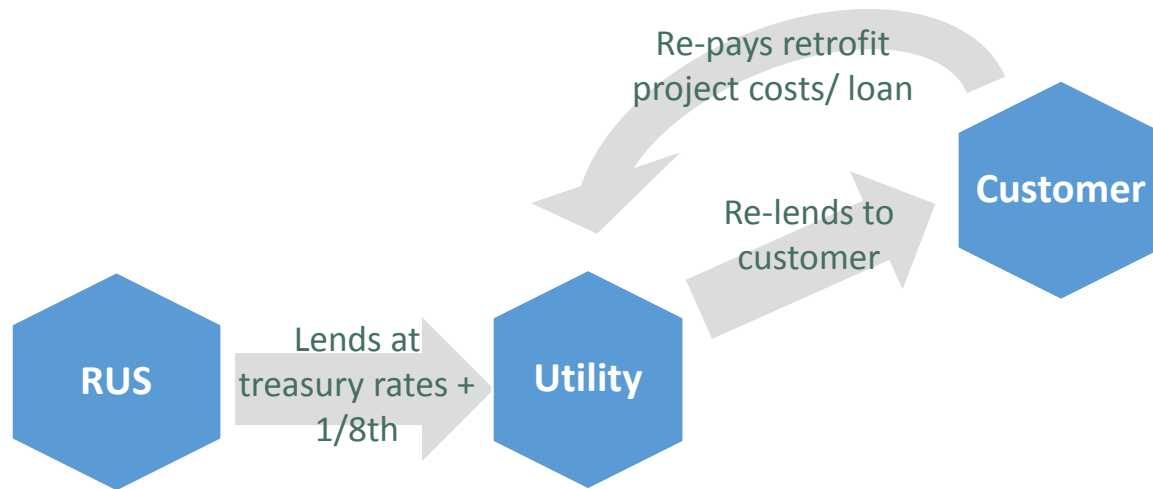 Re-pays retrofit
project costs/ loan
Customer
Re-lends to
customer
RUS
Lends at
treasury rates +
1/8th
Utility